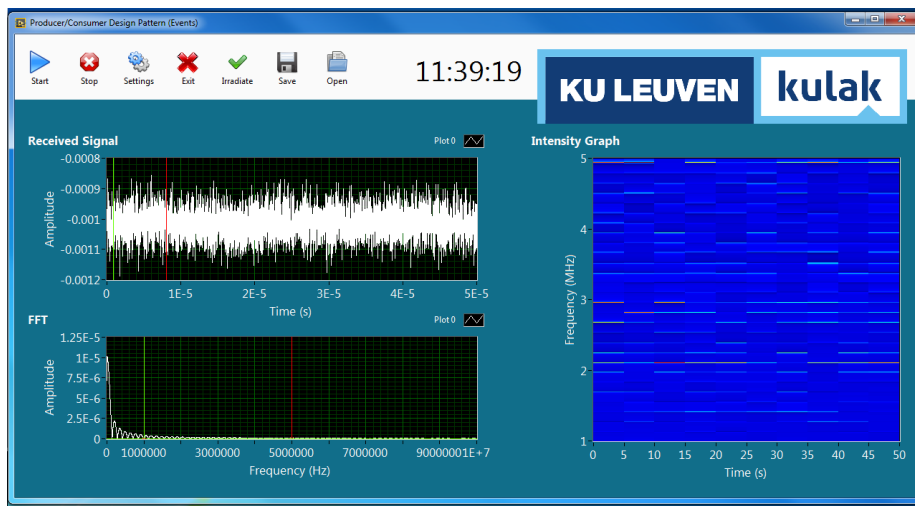 Producer/Consumer Design Pattern (Events)
Start Stop Settings Exit Irradiate Save Open
11:39:19
KU LEUVEN kulak
Received Signal
Plot 0
-0.0008
-0.0009
-0.001
-0.0011
-0.0012
Amplitude
0 1E-5 2E-5 3E-5 4E-5 5E-5
Time (s)
FFT
Plot 0
1.25E-5
1E-5
7.5E-6
5E-6
2.5E-6
0
Amplitude
0 1000000 3000000 5000000 7000000 90000001E+7
Frequency (Hz)
Intensity Graph
5
4
3
2
1
Frequency (MHz)
0 5 10 15 20 25 30 35 40 45 50
Time (s)